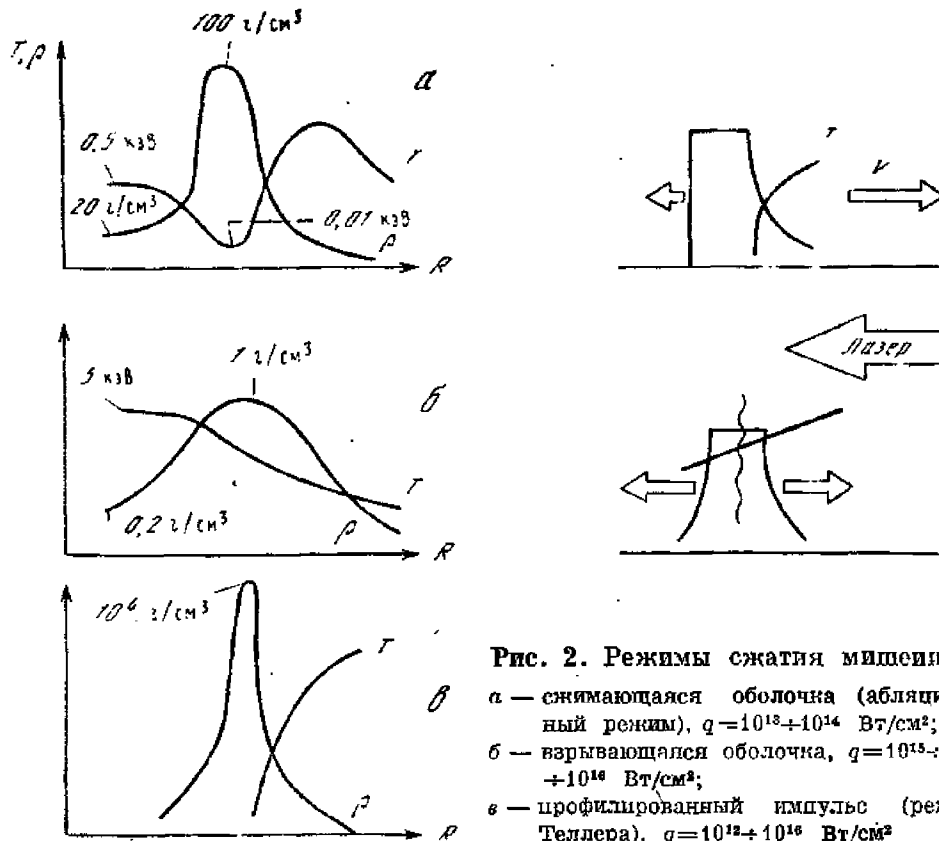 100 г/см³
T,ρ
а
0,5 кэВ
T
20 г/см³
0,01 кэВ
ρ
R
T
V
1 г/см³
5 кэВ
б
T
0,2 г/см³
ρ
R
Лазер
10⁶ г/см³
T
в
ρ
R
Рис. 2. Режимы сжатия мишени
а — сжимающаяся оболочка (абляци
ный режим), q=10¹³÷10¹⁴ Вт/см²;
б — взрывающаяся оболочка, q=10¹⁵÷
÷10¹⁶ Вт/см²;
в — профилированный импульс (реж
Теллера), q=10¹²÷10¹⁶ Вт/см²